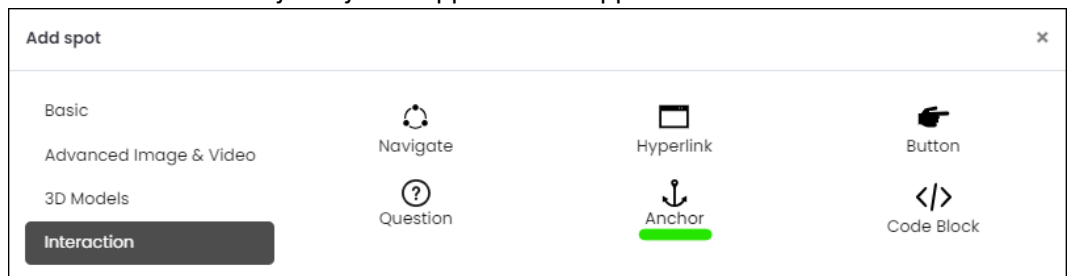 Add spot ×
Basic
Advanced Image & Video
3D Models
Interaction
Navigate Hyperlink Button
Question Anchor </> Code Block